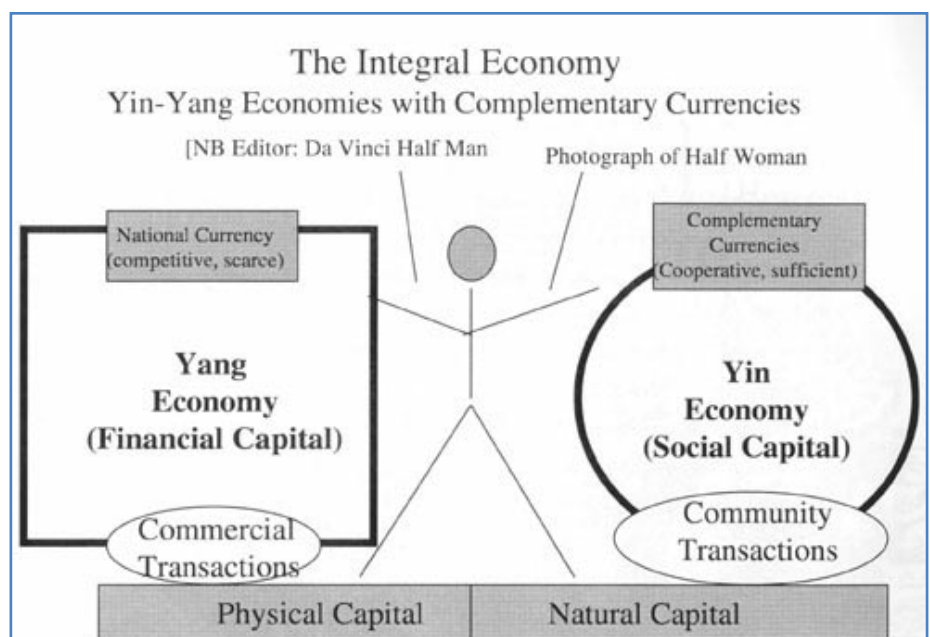 The Integral Economy
Yin-Yang Economies with Complementary Currencies
[NB Editor: Da Vinci Half Man
Photograph of Half Woman
National Currency
(competitive, scarce)
Complementary
Currencies
(Cooperative, sufficient)
Yang
Economy
(Financial Capital)
Yin
Economy
(Social Capital)
Commercial
Transactions
Community
Transactions
Physical Capital
Natural Capital